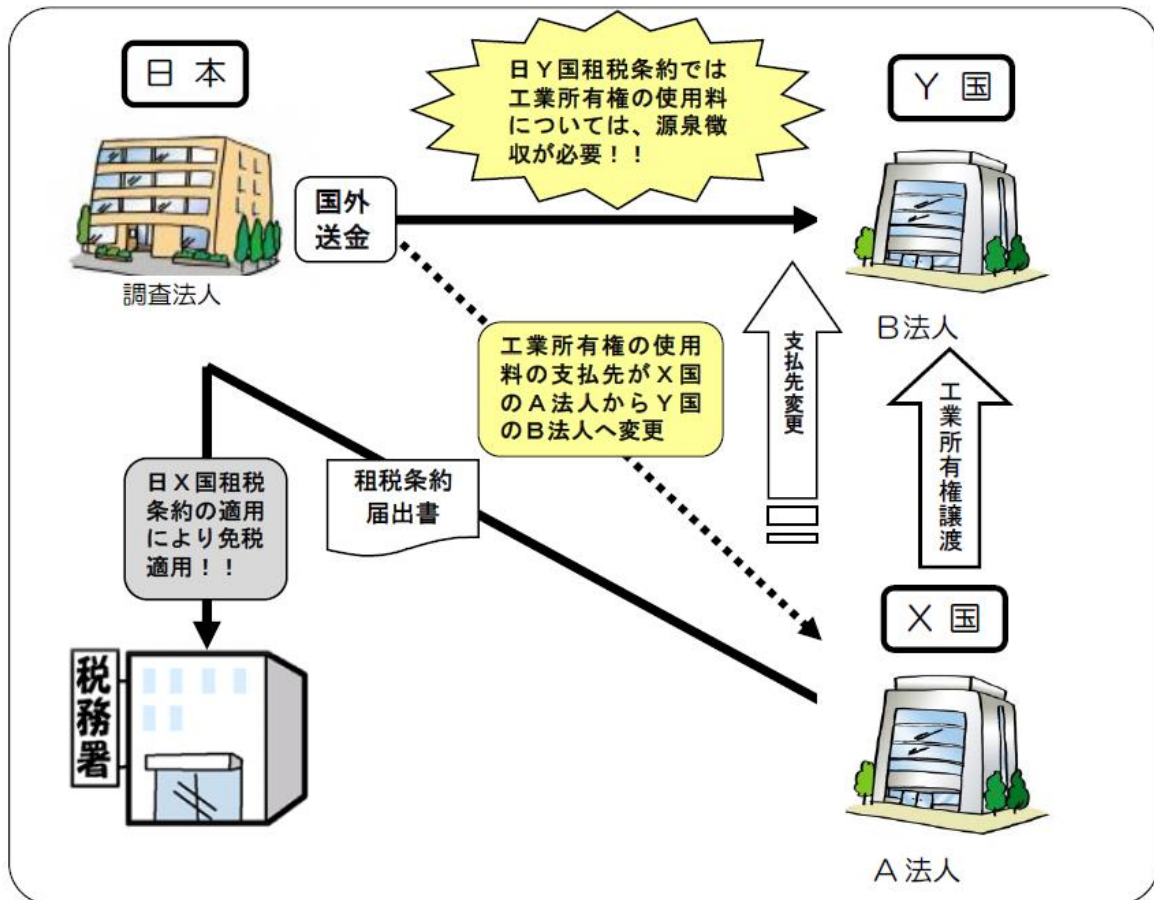 日本
日Y国租税条約では
工業所有権の使用料
については、源泉徴
収が必要！！
Y国
国外
送金
調査法人
B法人
工業所有権の使用
料の支払先がX国
のA法人からY国
のB法人へ変更
支払先変更
工業所有権譲渡
日X国租税
条約の適用
により免税
適用！！
租税条約
届出書
X国
税務署
A法人